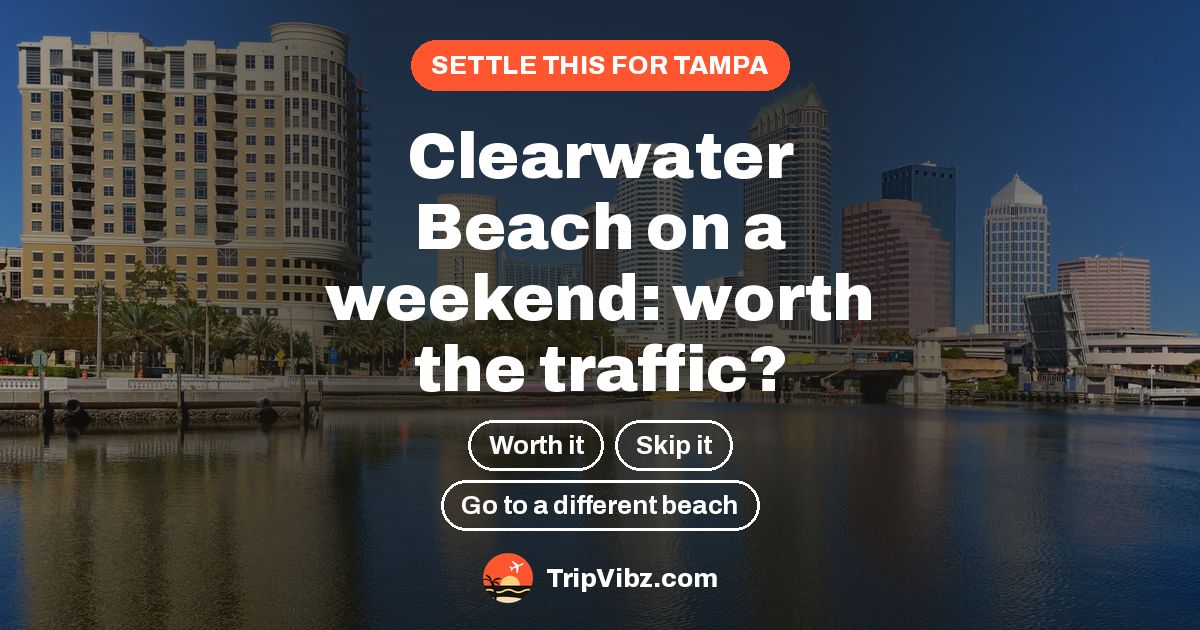 SETTLE THIS FOR TAMPA
Clearwater
Beach on a
weekend: worth
the traffic?
Worth it
Skip it
Go to a different beach
TripVibz.com